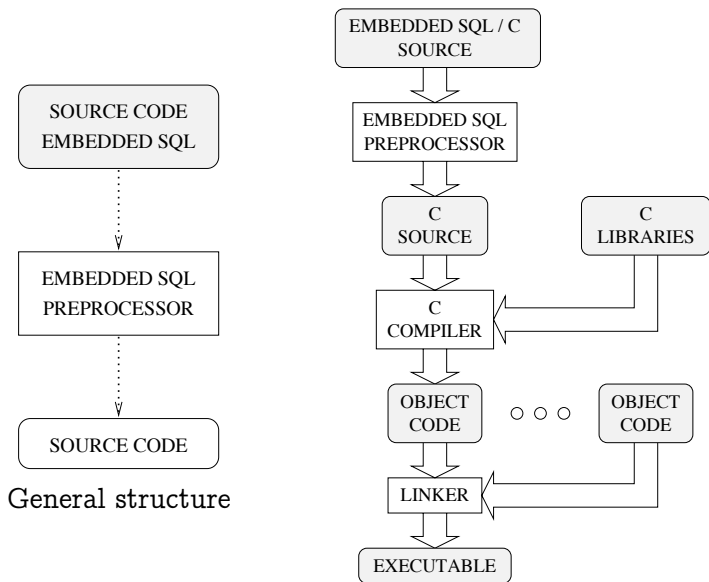 SOURCE CODE
EMBEDDED SQL
EMBEDDED SQL
PREPROCESSOR
SOURCE CODE
General structure
EMBEDDED SQL / C
SOURCE
EMBEDDED SQL
PREPROCESSOR
C
SOURCE
C
LIBRARIES
C
COMPILER
OBJECT
CODE
OBJECT
CODE
LINKER
EXECUTABLE